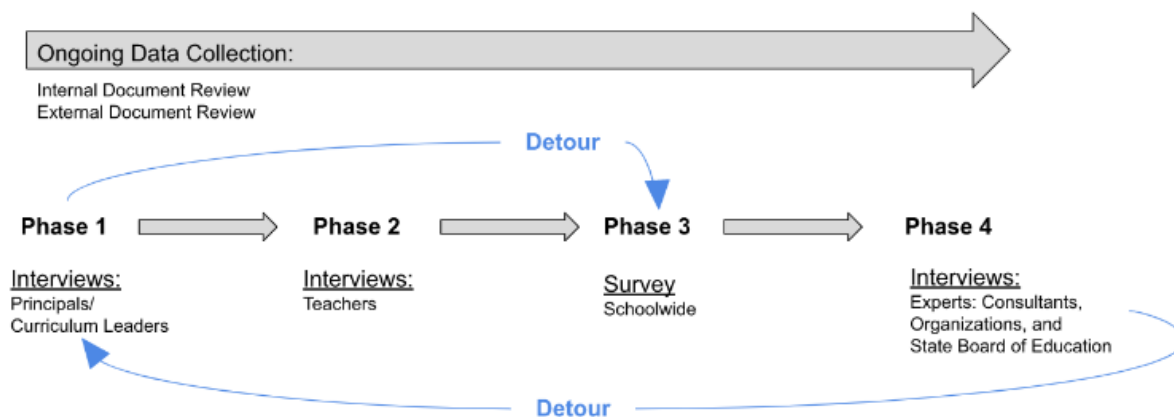 Ongoing Data Collection:
Internal Document Review
External Document Review
Detour
Phase 1
Phase 2
Phase 3
Phase 4
Interviews:
Principals/
Curriculum Leaders
Interviews:
Teachers
Survey
Schoolwide
Interviews:
Experts: Consultants,
Organizations, and
State Board of Education
Detour